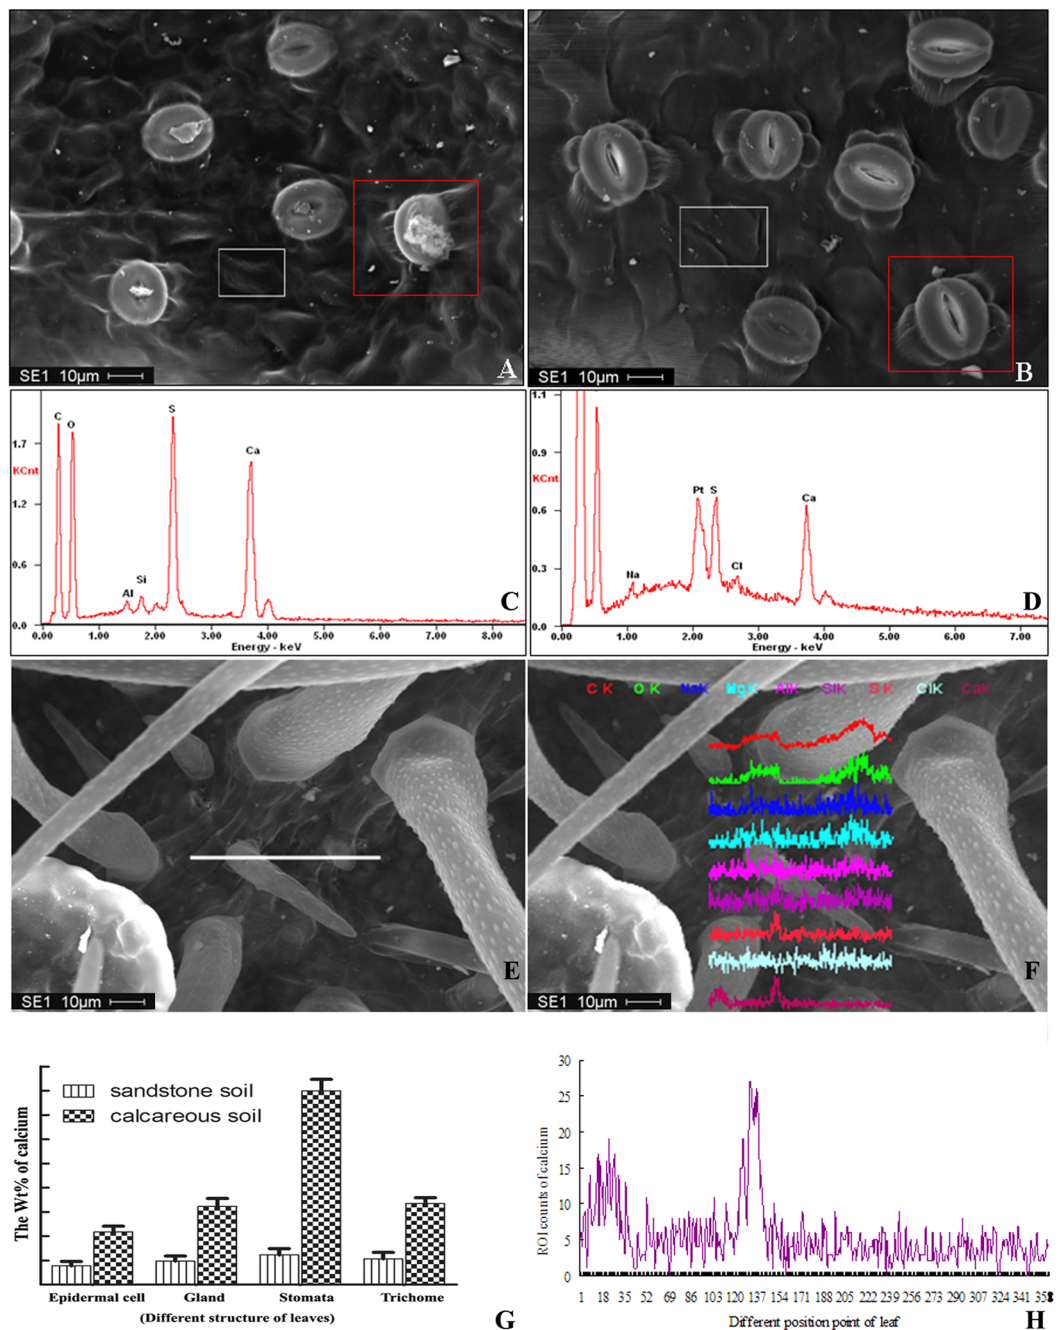 SE1 10μm A
SE1 10μm B
C O S Ca Al Si
1.7
KCnt
1.2
0.6
0.0
0.00 1.00 2.00 3.00 4.00 5.00 6.00 7.00 8.00
Energy - keV
C
1.1
0.9
KCnt
0.6
0.3
0.0
Na Pt S Cl Ca
0.00 1.00 2.00 3.00 4.00 5.00 6.00 7.00
Energy - keV
D
SE1 10μm E
C K O K NaK MgK AlK SiK S K ClK CaK
SE1 10μm F
The Wt% of calcium
sandstone soil
calcareous soil
Epidermal cell Gland Stomata Trichome
(Different structure of leaves)
G
ROI counts of calcium
30
25
20
15
10
5
0
1 18 35 52 69 86 103 120 137 154 171 188 205 222 239 256 273 290 307 324 341 358
Different position point of leaf
H